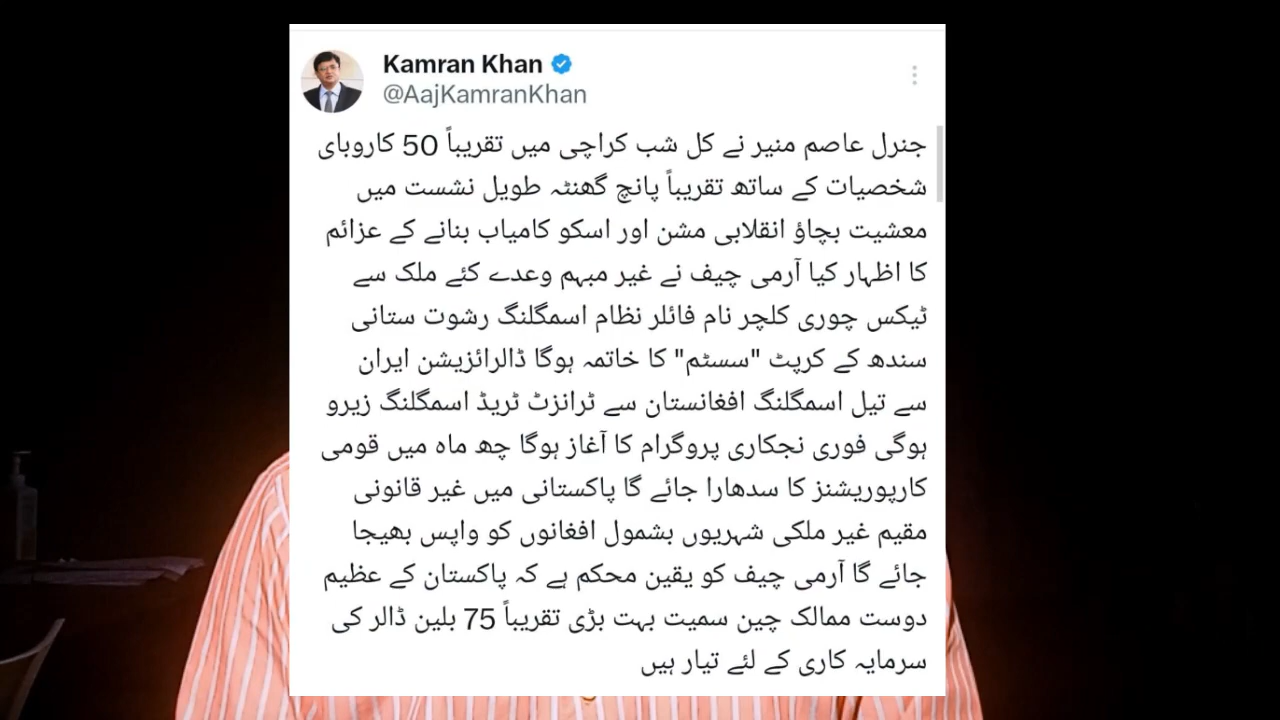 Kamran Khan
@AajKamranKhan
جنرل عاصم منیر نے کل شب کراچی میں تقریباً 50 کاروبای
شخصیات کے ساتھ تقریباً پانچ گھنٹہ طویل نشست میں
معشیت بچاؤ انقلابی مشن اور اسکو کامیاب بنانے کے عزائم
کا اظہار کیا آرمی چیف نے غیر مبہم وعدے کئے ملک سے
ٹیکس چوری کلچر نام فائلر نظام اسمگلنگ رشوت ستانی
سندھ کے کرپٹ "سسٹم" کا خاتمہ ہوگا ڈالرائزیشن ایران
سے تیل اسمگلنگ افغانستان سے ٹرانزٹ ٹریڈ اسمگلنگ زیرو
ہوگی فوری نجکاری پروگرام کا آغاز ہوگا چھ ماہ میں قومی
کارپوریشنز کا سدھارا جائے گا پاکستانی میں غیر قانونی
مقیم غیر ملکی شہریوں بشمول افغانوں کو واپس بھیجا
جائے گا آرمی چیف کو یقین محکم ہے کہ پاکستان کے عظیم
دوست ممالک چین سمیت بہت بڑی تقریباً 75 بلین ڈالر کی
سرمایہ کاری کے لئے تیار ہیں